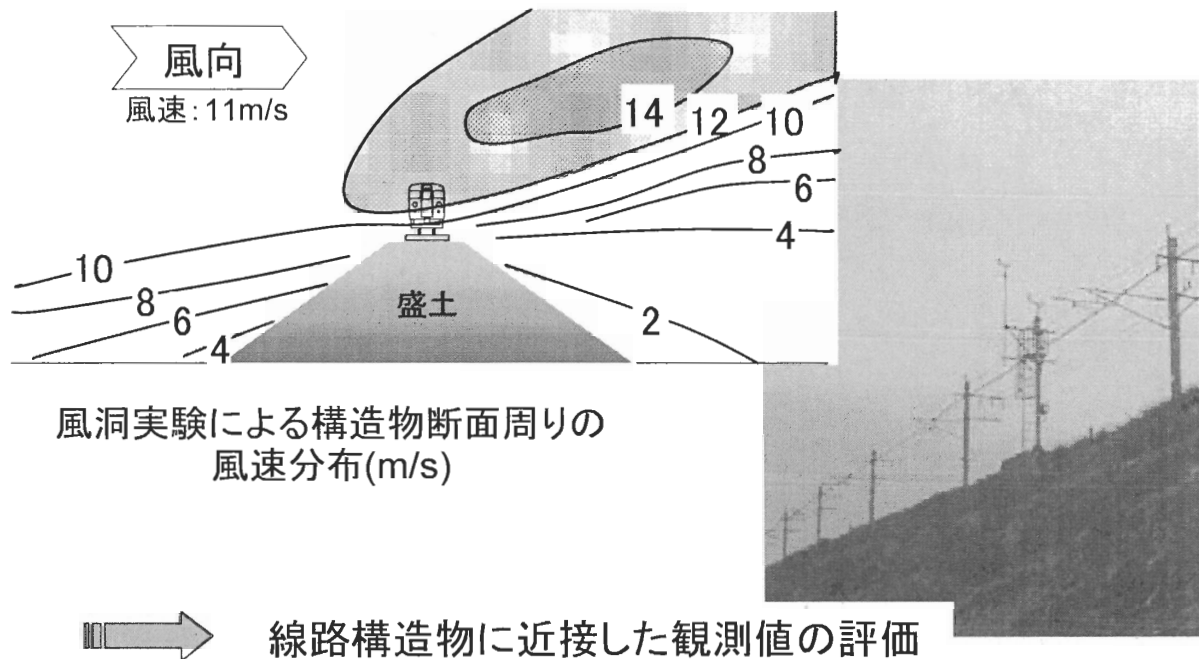 風向
風速:11m/s
14
12
10
8
6
4
10
8
6
4
盛土
2
風洞実験による構造物断面周りの
風速分布(m/s)
線路構造物に近接した観測値の評価